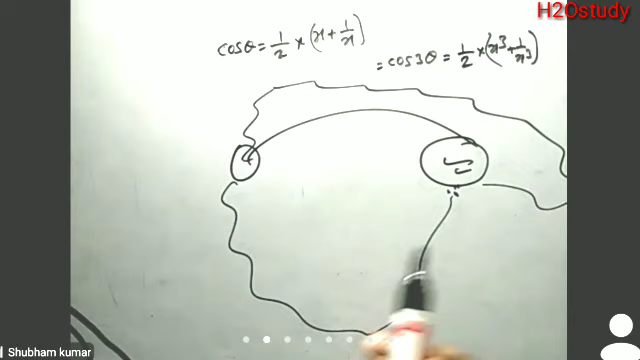 H2Ostudy
cosθ = 1/2 × (x + 1/x)
= cos3θ = 1/2 × (x³ + 1/x³)
Shubham kumar